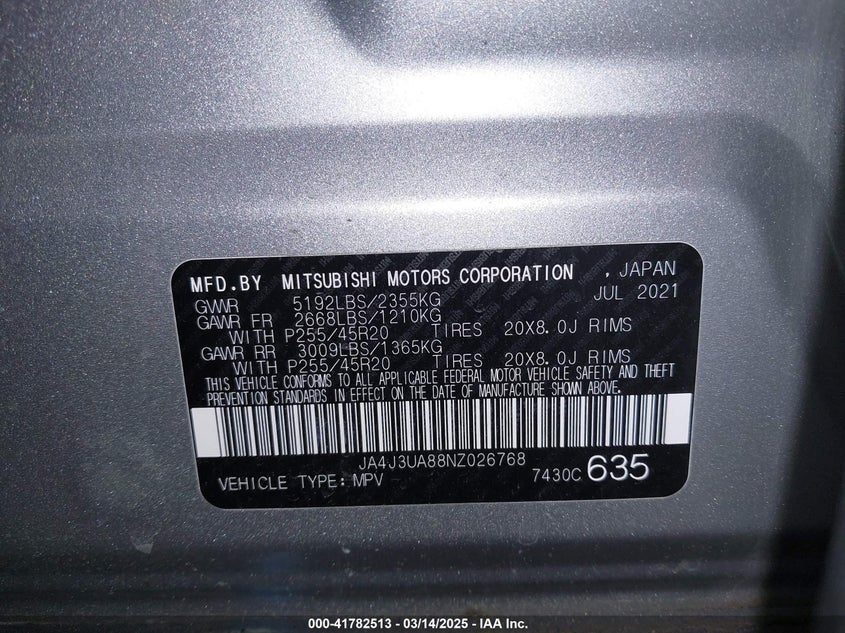 MFD.BY MITSUBISHI MOTORS CORPORATION , JAPAN
GVWR 5192LBS/2355KG JUL 2021
GAWR FR 2668LBS/1210KG
WITH P255/45R20 TIRES 20X8.0J RIMS
GAWR RR 3009LBS/1365KG
WITH P255/45R20 TIRES 20X8.0J RIMS
THIS VEHICLE CONFORMS TO ALL APPLICABLE FEDERAL MOTOR VEHICLE SAFETY AND THEFT
PREVENTION STANDARDS IN EFFECT ON THE DATE OF MANUFACTURE SHOWN ABOVE.
JA4J3UA88NZ026768
VEHICLE TYPE: MPV 7430C 635
000-41782513 — 03/14/2025 — IAA Inc.